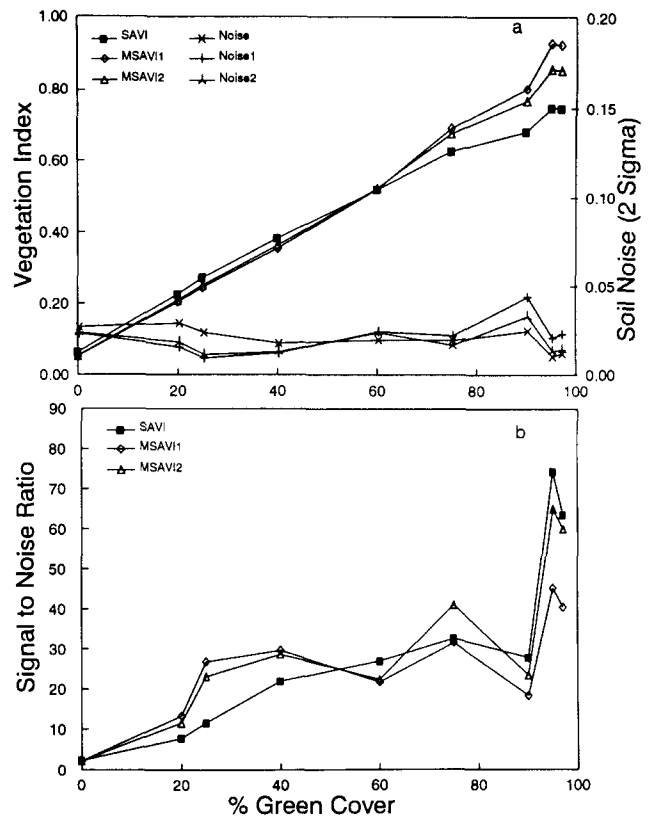 a
SAVI
MSAVI1
MSAVI2
Noise
Noise1
Noise2
1.00
0.80
0.60
0.40
0.20
0.00
Vegetation Index
0.20
0.15
0.10
0.05
0.00
Soil Noise (2 Sigma)
0 20 40 60 80 100
b
SAVI
MSAVI1
MSAVI2
90
80
70
60
50
40
30
20
10
0
Signal to Noise Ratio
0 20 40 60 80 100
% Green Cover